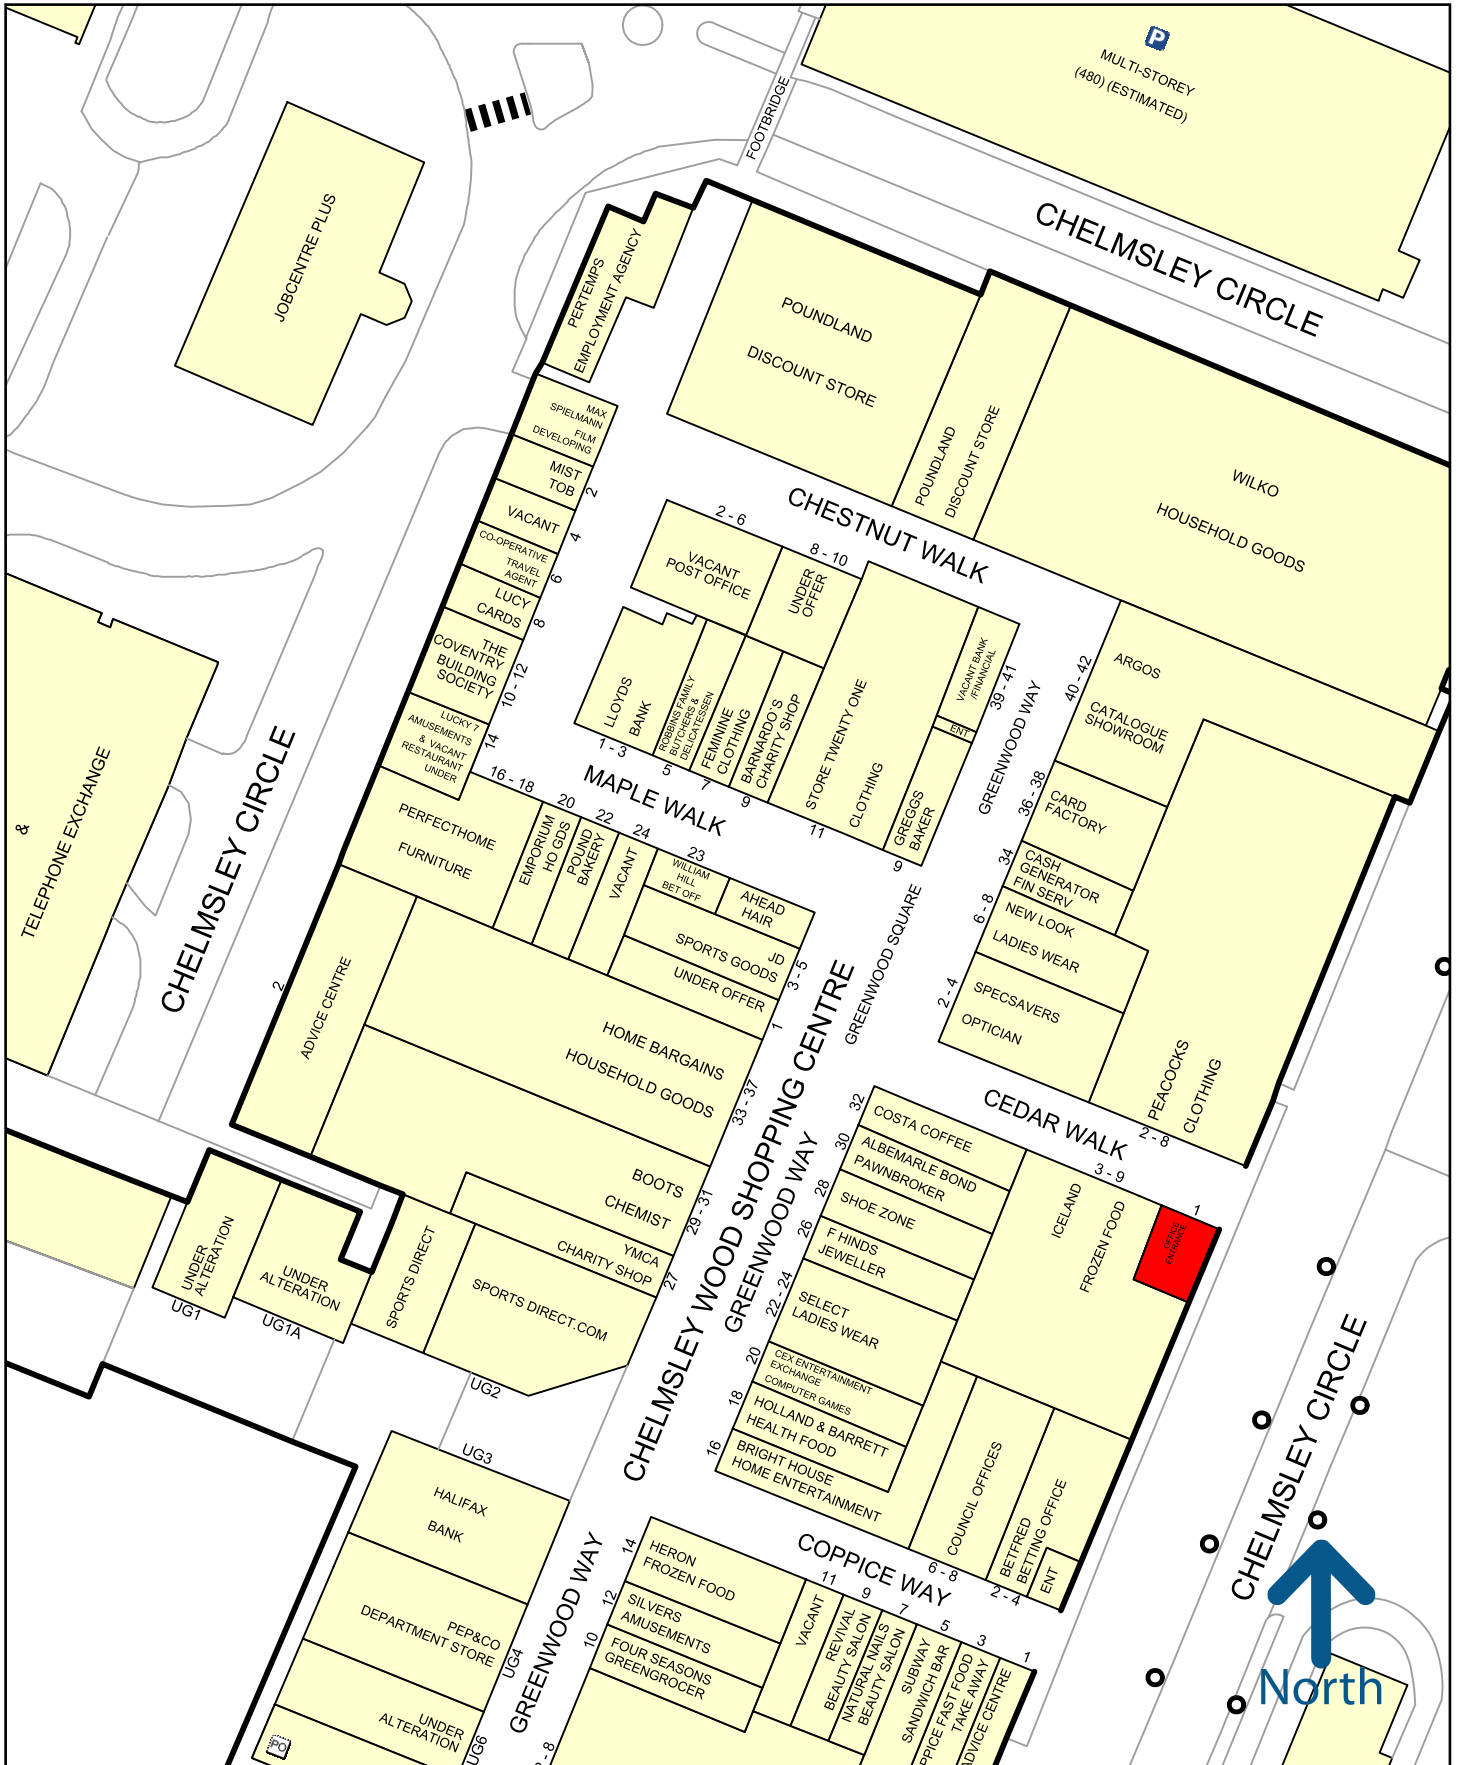 P
MULTI-STOREY
(480) (ESTIMATED)
FOOTBRIDGE
CHELMSLEY CIRCLE
JOBCENTRE PLUS
PERTEMPS
EMPLOYMENT AGENCY
POUNDLAND
DISCOUNT STORE
POUNDLAND
DISCOUNT STORE
WILKO
HOUSEHOLD GOODS
MAX
SPIELMANN
FILM
DEVELOPING
MIST
TOB
2
VACANT
4
CO-OPERATIVE
TRAVEL
AGENT
6
LUCY
CARDS
8
THE
COVENTRY
BUILDING
SOCIETY
10 - 12
LUCKY 7
AMUSEMENTS
& VACANT
RESTAURANT
UNDER
14
CHESTNUT WALK
2 - 6
8 - 10
VACANT
POST OFFICE
UNDER
OFFER
LLOYDS
BANK
1 - 3
ROBBINS FAMILY
BUTCHERS &
DELICATESSEN
5
FEMININE
CLOTHING
7
BARNARDO`S
CHARITY SHOP
9
STORE TWENTY ONE
CLOTHING
11
VACANT BANK
/FINANCIAL
39 - 41
ENT
GREGGS
BAKER
9
GREENWOOD WAY
40 - 42
ARGOS
CATALOGUE
SHOWROOM
36 - 38
CARD
FACTORY
34
CASH
GENERATOR
FIN SERV
6 - 8
NEW LOOK
LADIES WEAR
2 - 4
SPECSAVERS
OPTICIAN
PEACOCKS
CLOTHING
2 - 8
MAPLE WALK
16 - 18
PERFECTHOME
FURNITURE
20
EMPORIUM
HO GDS
22
POUND
BAKERY
24
VACANT
23
WILLIAM
HILL
BET OFF
AHEAD
HAIR
JD
SPORTS GOODS
3 - 5
UNDER OFFER
1
GREENWOOD SQUARE
&
TELEPHONE EXCHANGE
CHELMSLEY CIRCLE
2
ADVICE CENTRE
HOME BARGAINS
HOUSEHOLD GOODS
33 - 37
BOOTS
CHEMIST
29 - 31
YMCA
CHARITY SHOP
27
SPORTS DIRECT
SPORTS DIRECT.COM
UG2
UNDER
ALTERATION
UG1
UNDER
ALTERATION
UG1A
CHELMSLEY WOOD SHOPPING CENTRE
GREENWOOD WAY
CEDAR WALK
3 - 9
1
32
COSTA COFFEE
30
ALBEMARLE BOND
PAWNBROKER
28
SHOE ZONE
26
F HINDS
JEWELLER
22 - 24
SELECT
LADIES WEAR
20
CEX ENTERTAINMENT
EXCHANGE
COMPUTER GAMES
18
HOLLAND & BARRETT
HEALTH FOOD
16
BRIGHT HOUSE
HOME ENTERTAINMENT
ICELAND
FROZEN FOOD
OFFICE
ENTRANCE
COUNCIL OFFICES
6 - 8
BETFRED
BETTING OFFICE
2 - 4
ENT
CHELMSLEY CIRCLE
COPPICE WAY
UG3
HALIFAX
BANK
PEP&CO
DEPARTMENT STORE
UG4
UNDER
ALTERATION
UG6
PO
GREENWOOD WAY
14
HERON
FROZEN FOOD
12
SILVERS
AMUSEMENTS
10
FOUR SEASONS
GREENGROCER
- 8
11
VACANT
9
REVIVAL
BEAUTY SALON
7
NATURAL NAILS
BEAUTY SALON
5
SUBWAY
SANDWICH BAR
3
PPICE FAST FOOD
TAKE AWAY
1
ADVICE CENTRE
North